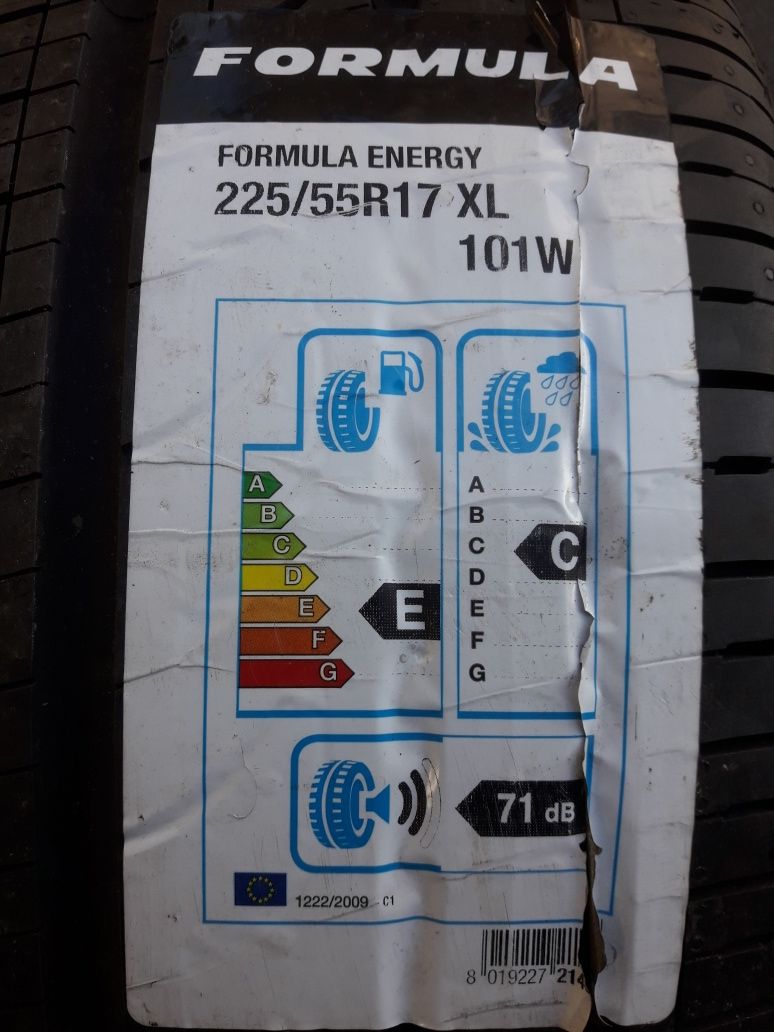 FORMULA
FORMULA ENERGY
225/55R17 XL
101W
A
B
C
D
E
F
G
E
A
B
C
D
E
F
G
C
71 dB
1222/2009 - C1
8 019227 214